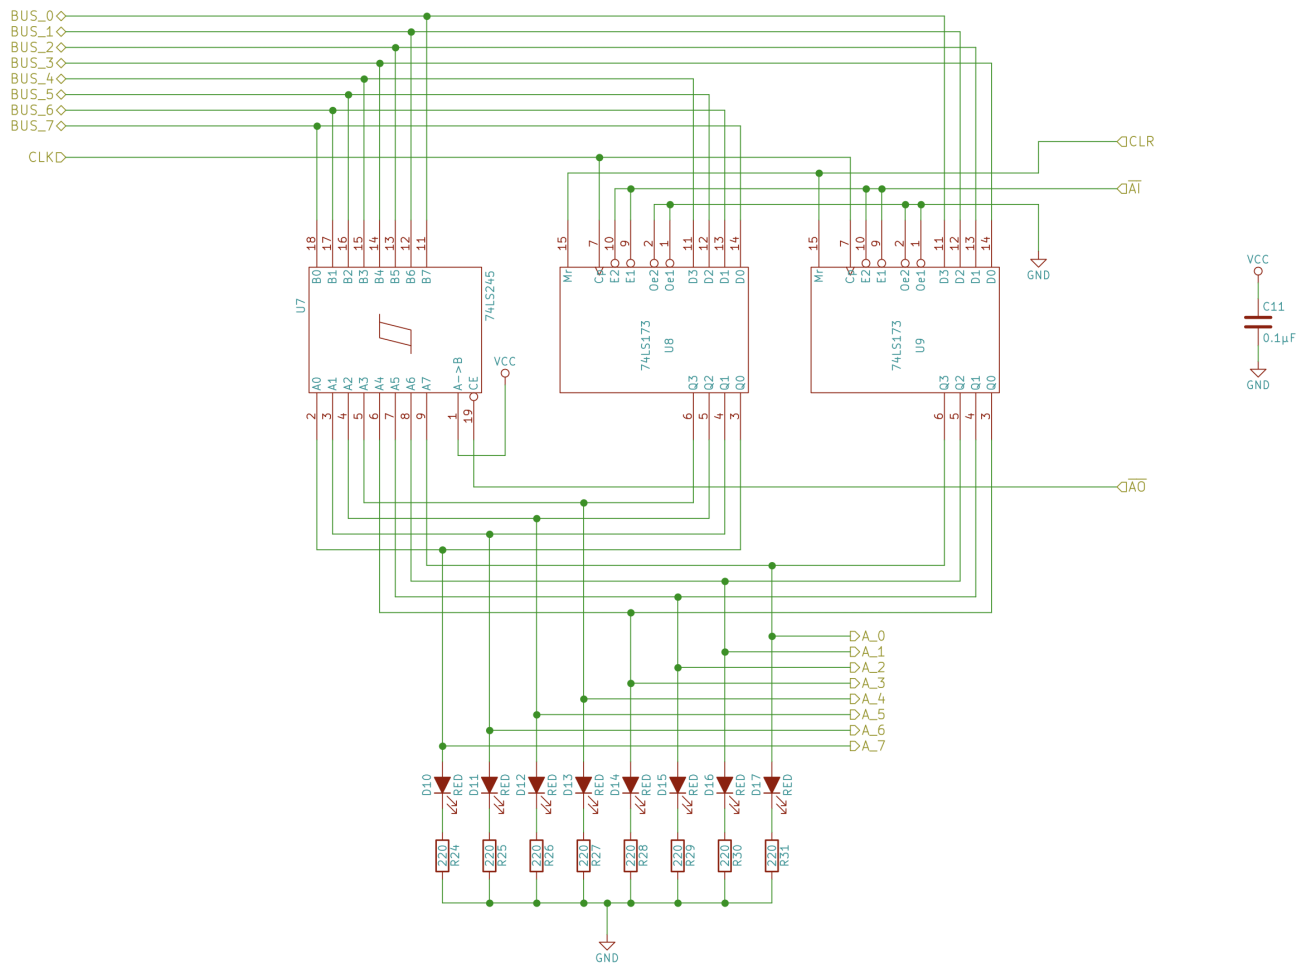 BUS_0
BUS_1
BUS_2
BUS_3
BUS_4
BUS_5
BUS_6
BUS_7
CLK
CLR
AI
GND
18 17 16 15 14 13 12 11
15 7 10 9 2 1 11 12 13 14
15 7 10 9 2 1 11 12 13 14
B0 B1 B2 B3 B4 B5 B6 B7
Mr Cp E2 E1 Oe2 Oe1 D3 D2 D1 D0
Mr Cp E2 E1 Oe2 Oe1 D3 D2 D1 D0
U7
74LS245
74LS173
U8
74LS173
U9
VCC
C11
0.1µF
GND
VCC
A0 A1 A2 A3 A4 A5 A6 A7 A->B CE
Q3 Q2 Q1 Q0
Q3 Q2 Q1 Q0
2 3 4 5 6 7 8 9 1 19
6 5 4 3
6 5 4 3
AO
A_0
A_1
A_2
A_3
A_4
A_5
A_6
A_7
D10 RED D11 RED D12 RED D13 RED D14 RED D15 RED D16 RED D17 RED
220 R24 220 R25 220 R26 220 R27 220 R28 220 R29 220 R30 220 R31
GND